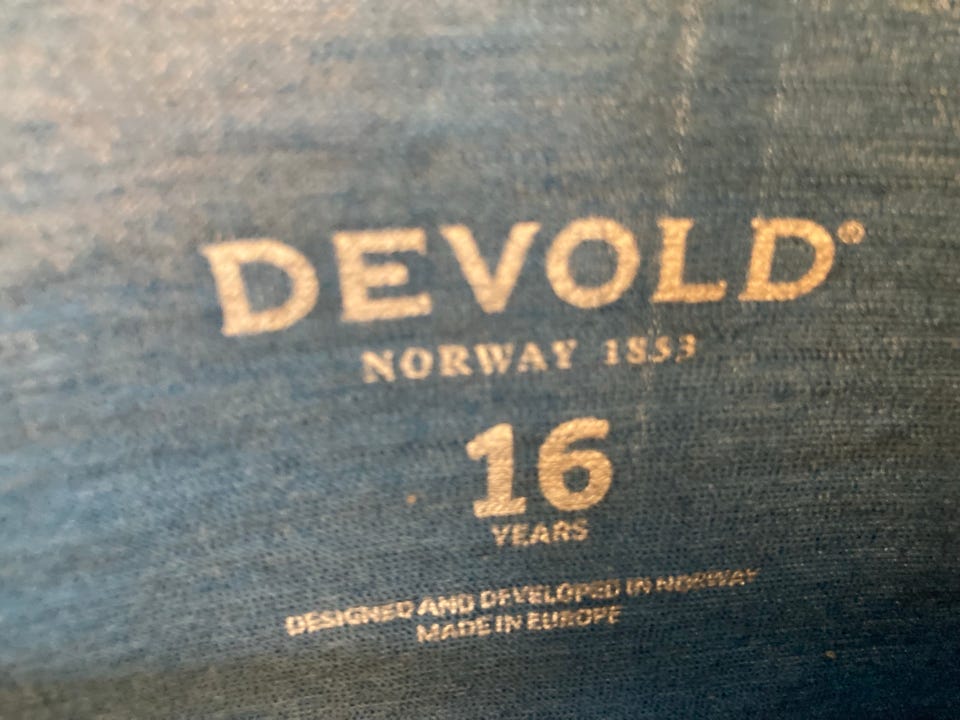 DEVOLD®
NORWAY 1853
16
YEARS
DESIGNED AND DEVELOPED IN NORWAY
MADE IN EUROPE